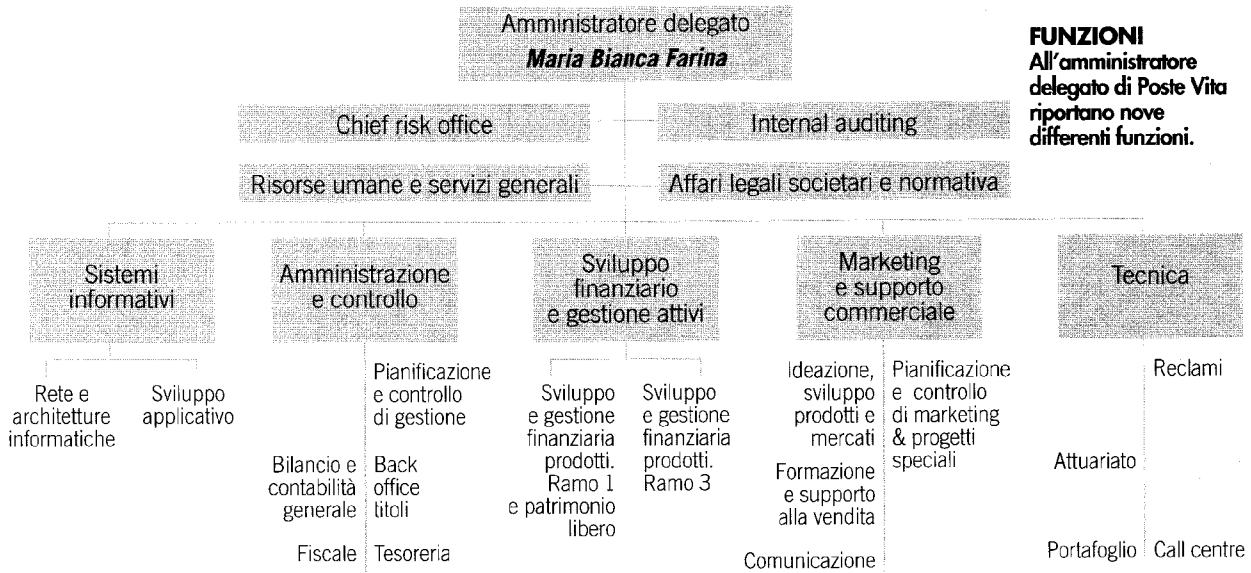 Amministratore delegato
Maria Bianca Farina
FUNZIONI
All'amministratore
delegato di Poste Vita
riportano nove
differenti funzioni.
Chief risk office
Internal auditing
Risorse umane e servizi generali
Affari legali societari e normativa
Sistemi
informativi
Amministrazione
e controllo
Sviluppo
finanziario
e gestione attivi
Marketing
e supporto
commerciale
Tecnica
Rete e
architetture
informatiche
Sviluppo
applicativo
Pianificazione
e controllo
di gestione
Bilancio e
contabilità
generale
Back
office
titoli
Fiscale
Tesoreria
Sviluppo
e gestione
finanziaria
prodotti.
Ramo 1
e patrimonio
libero
Sviluppo
e gestione
finanziaria
prodotti.
Ramo 3
Ideazione,
sviluppo
prodotti e
mercati
Pianificazione
e controllo
di marketing
& progetti
speciali
Formazione
e supporto
alla vendita
Comunicazione
Reclami
Attuariato
Portafoglio
Call centre